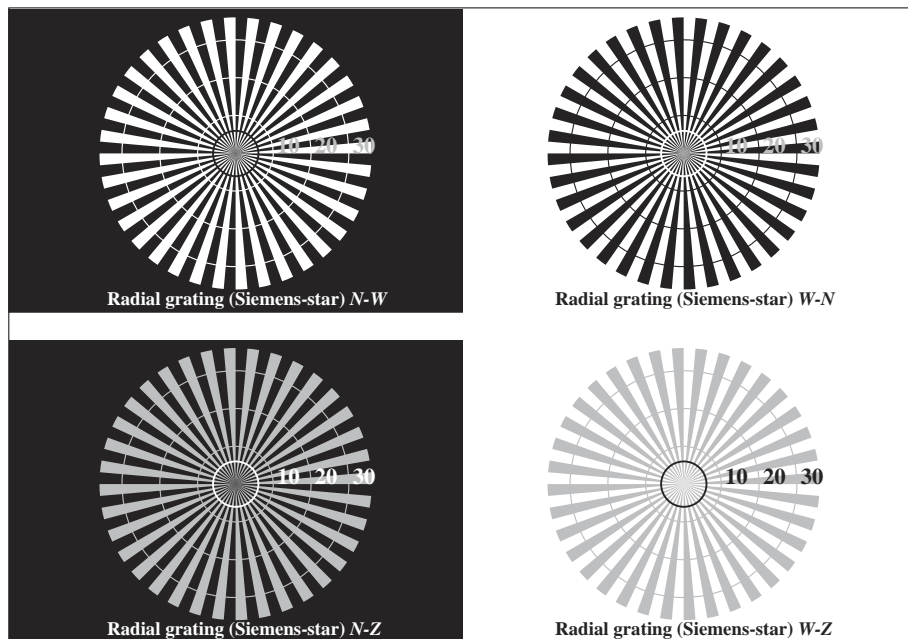 10 20 30
Radial grating (Siemens-star) N-W
10 20 30
Radial grating (Siemens-star) W-N
10 20 30
Radial grating (Siemens-star) N-Z
10 20 30
Radial grating (Siemens-star) W-Z